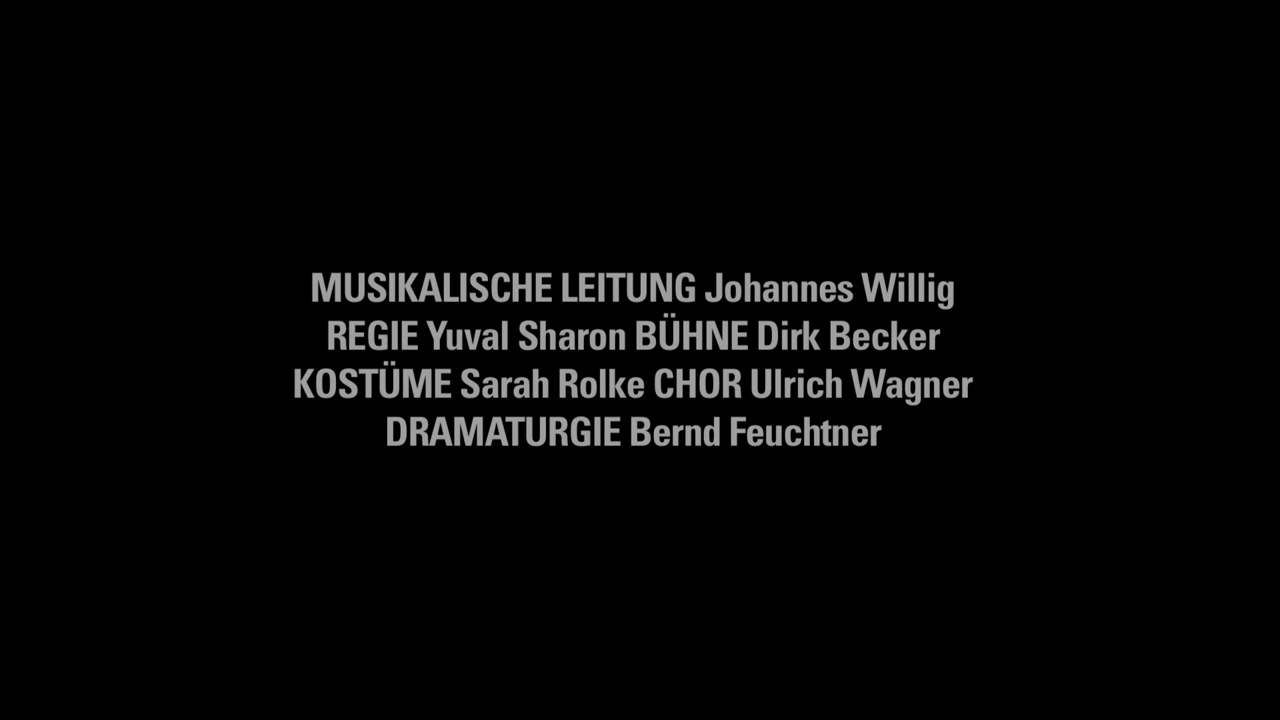 MUSIKALISCHE LEITUNG Johannes Willig
REGIE Yuval Sharon BÜHNE Dirk Becker
KOSTÜME Sarah Rolke CHOR Ulrich Wagner
DRAMATURGIE Bernd Feuchtner